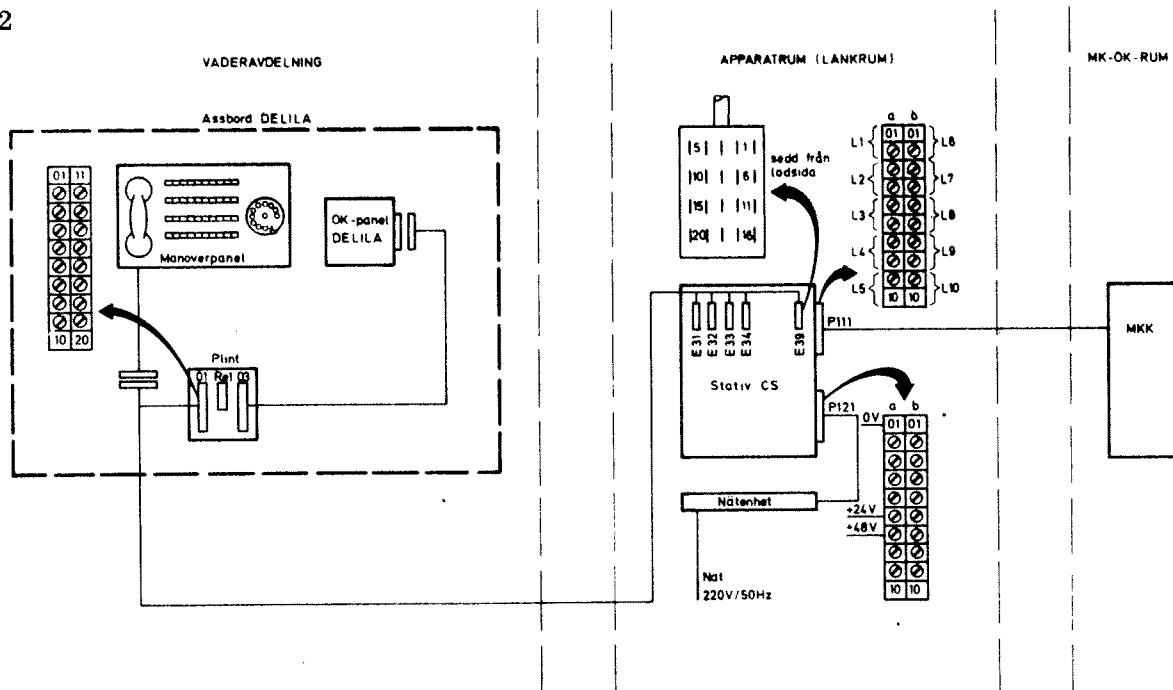 2
VADERAVDELNING
APPARATRUM (LANKRUM)
MK-ÖK-RUM
Assbord DELILA
01 11
10 20
Manoverpanel
OK-panel
DELILA
Plint
01 Rel 03
5 1
10 6
15 11
20 16
sedd från
lodsida
a b
01 01
L1 L6
L2 L7
L3 L8
L4 L9
L5 L10
10 10
E31
E32
E33
E34
E39
P111
Stativ CS
P121
MKK
a b
0V 01 01
+24V
+48V
10 10
Nätenhet
Nat
220V/50Hz